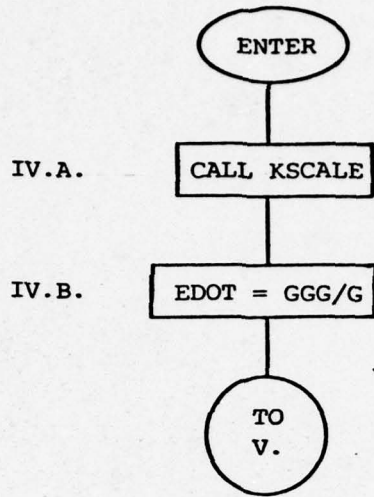 ENTER
IV.A. CALL KSCALE
IV.B. EDOT = GGG/G
TO
V.